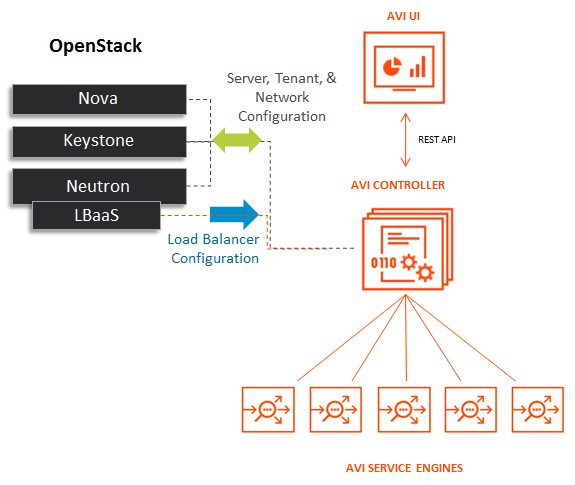 AVI UI
OpenStack
Nova
Keystone
Neutron
LBaaS
Server, Tenant, &
Network
Configuration
Load Balancer
Configuration
REST API
AVI CONTROLLER
0110
AVI SERVICE ENGINES